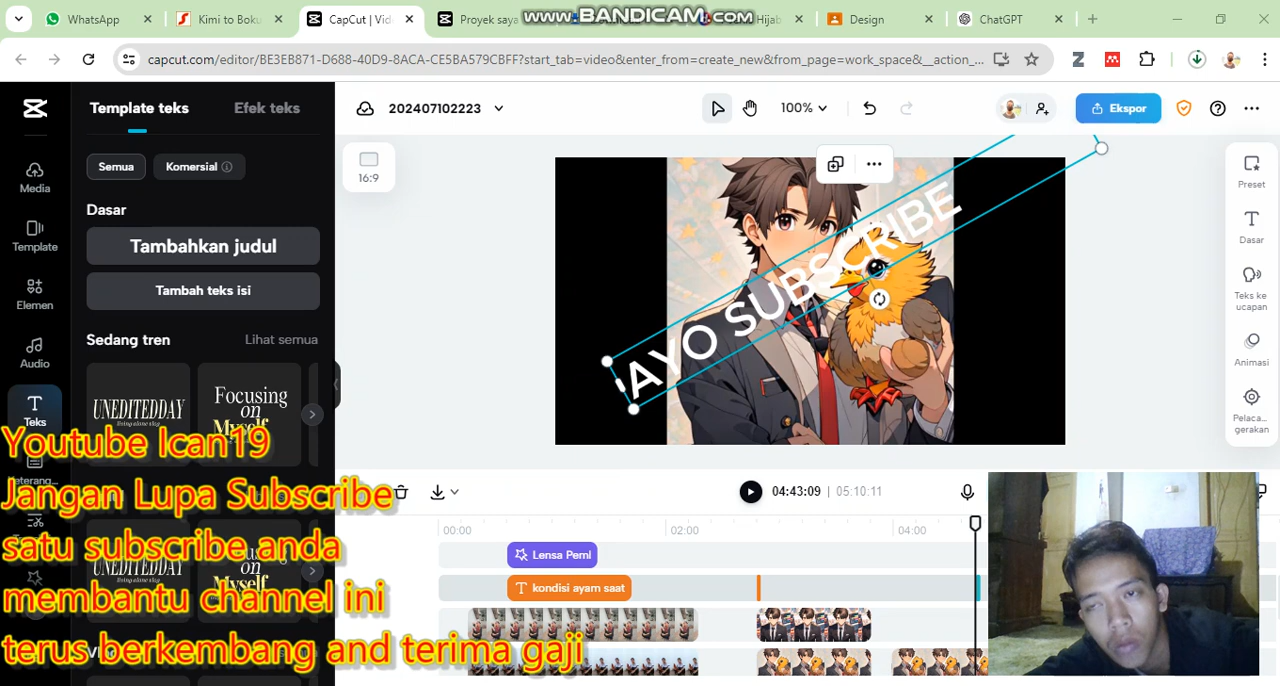 WhatsApp
Kimi to Boku
CapCut | Vid
Proyek saya
www.BANDICAM.com
Hijab
Design
ChatGPT
capcut.com/editor/BE3EB871-D688-40D9-8ACA-CE5BA579CBFF?start_tab=video&enter_from=create_new&from_page=work_space&__action_...
Template teks
Efek teks
202407102223
100%
Ekspor
Media
Template
Elemen
Audio
Teks
Semua
Komersial
Dasar
Tambahkan judul
Tambah teks isi
Sedang tren
Lihat semua
UNEDITEDDAY
Focusing
on
Myself
16:9
AYO SUBSCRIBE
Preset
Dasar
Teks ke
ucapan
Animasi
Pelaca...
gerakan
Youtube Ican19
Jangan Lupa Subscribe
satu subscribe anda
membantu channel ini
terus berkembang and terima gaji
04:43:09 | 05:10:11
00:00
02:00
04:00
Lensa Pemi
kondisi ayam saat